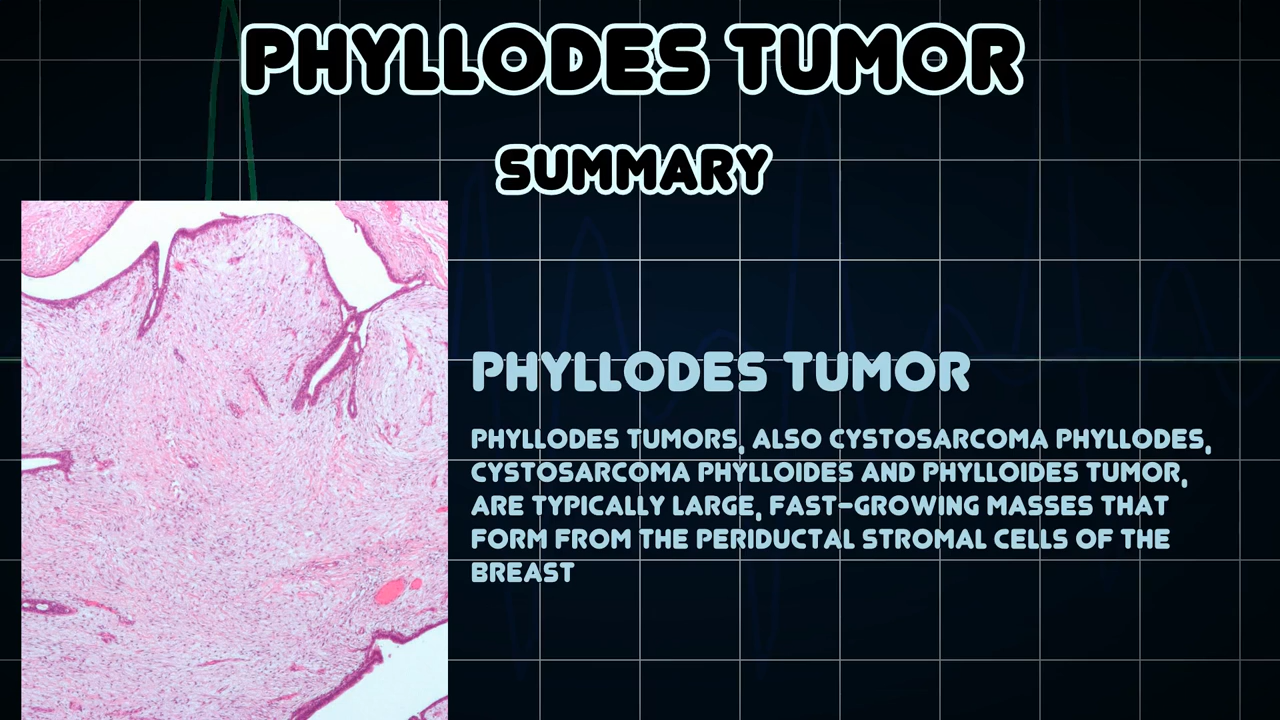 PHYLLODES TUMOR
SUMMARY
PHYLLODES TUMOR
PHYLLODES TUMORS, ALSO CYSTOSARCOMA PHYLLODES,
CYSTOSARCOMA PHYLLOIDES AND PHYLLOIDES TUMOR,
ARE TYPICALLY LARGE, FAST-GROWING MASSES THAT
FORM FROM THE PERIDUCTAL STROMAL CELLS OF THE
BREAST